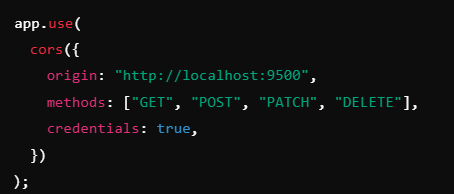 app.use(
  cors({
    origin: "http://localhost:9500",
    methods: ["GET", "POST", "PATCH", "DELETE"],
    credentials: true,
  })
);